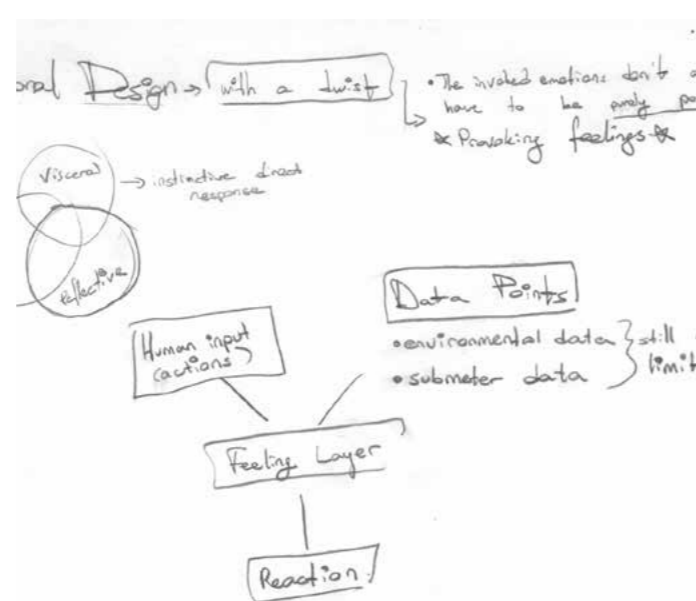 onal Design → with a twist
• The invoked emotions don't
have to be purely
* Provoking feelings *
Visceral → instinctive direct
response
reflective
Data Points
• environmental data } still
• submeter data
Human input
(actions)
Feeling Layer
Reaction